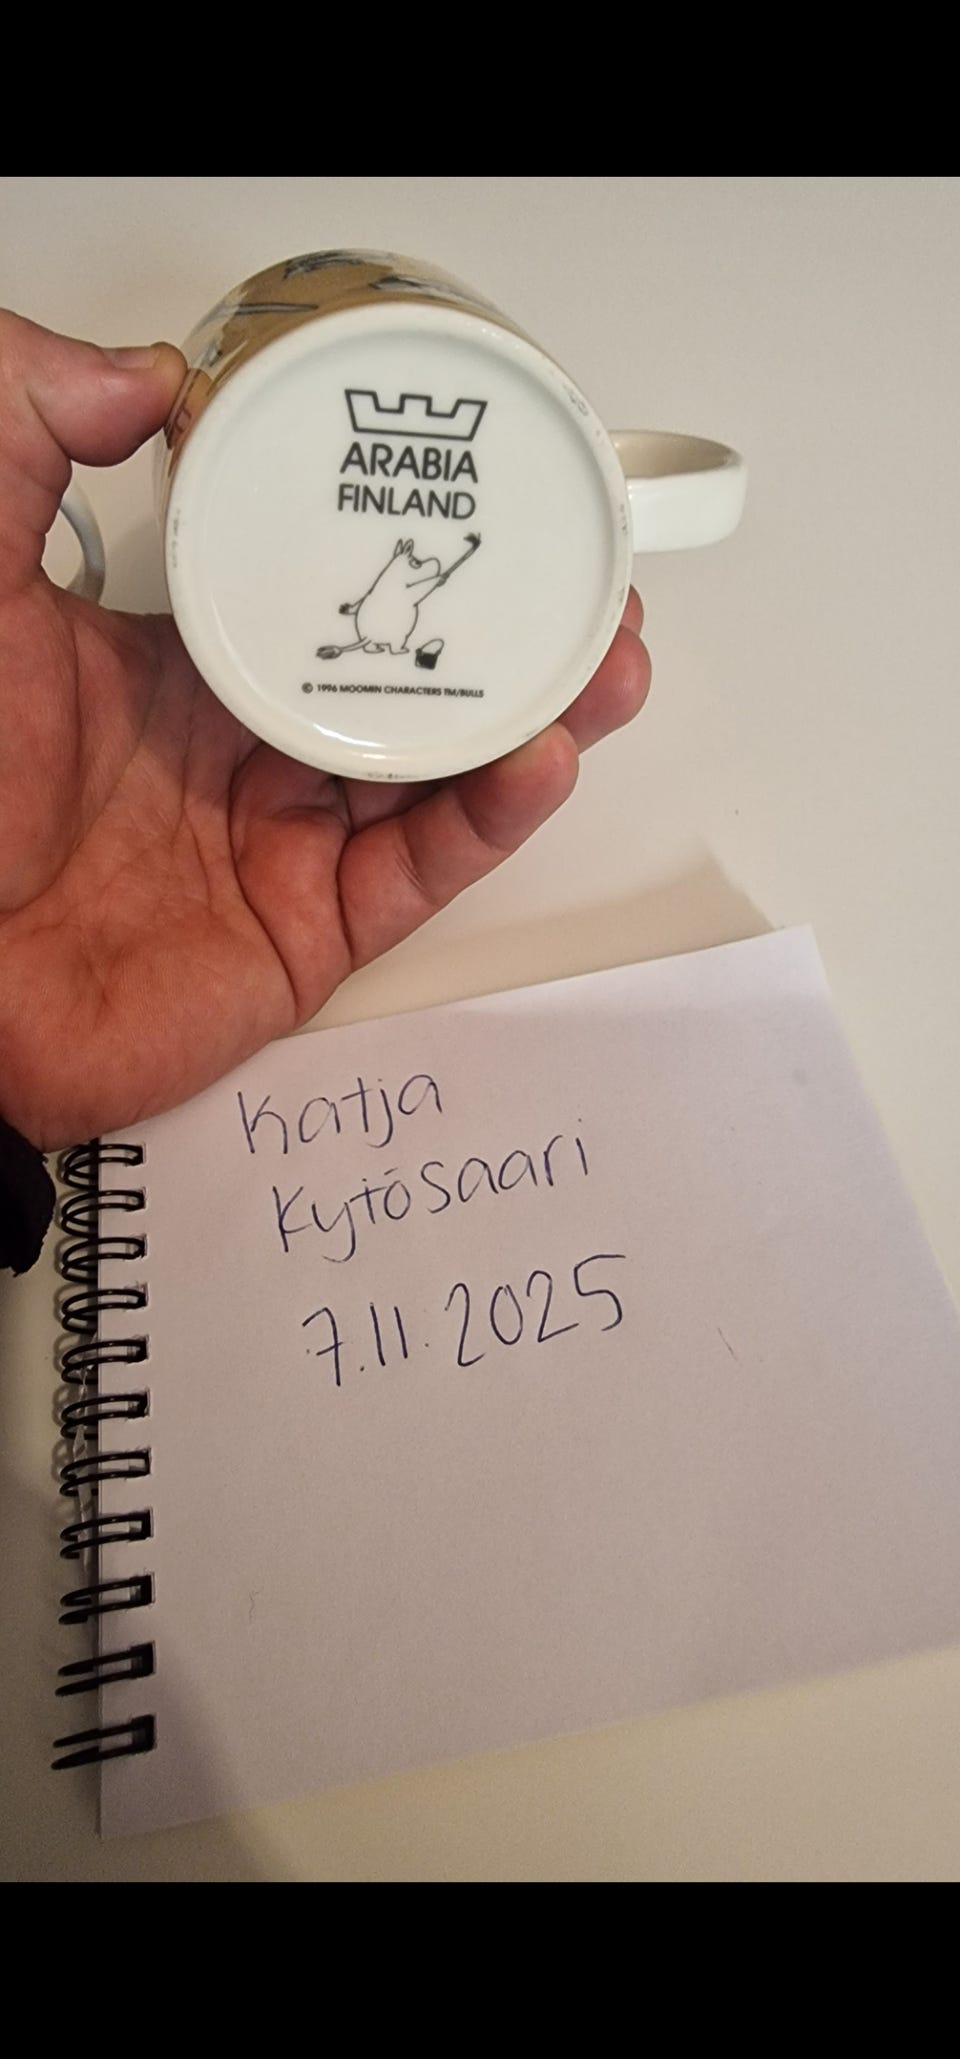 ARABIA
FINLAND
© 1996 MOOMIN CHARACTERS TM/BULLS
Katja
Kytösaari
7.11.2025